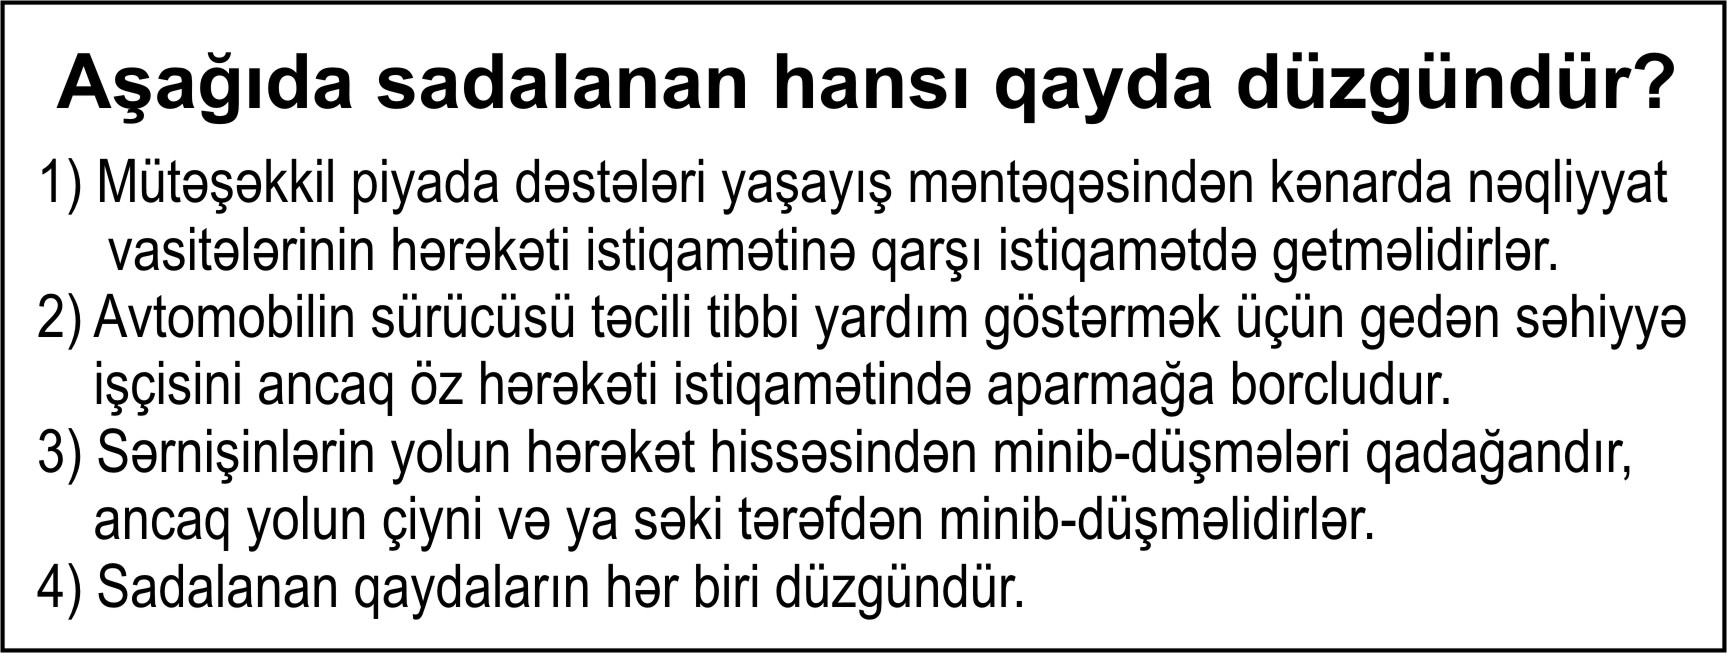 Aşağıda sadalanan hansı qayda düzgündür?
1) Mütəşəkkil piyada dəstələri yaşayış məntəqəsindən kənarda nəqliyyat
vasitələrinin hərəkəti istiqamətinə qarşı istiqamətdə getməlidirlər.
2) Avtomobilin sürücüsü təcili tibbi yardım göstərmək üçün gedən səhiyyə
işçisini ancaq öz hərəkəti istiqamətində aparmağa borcludur.
3) Sərnişinlərin yolun hərəkət hissəsindən minib-düşmələri qadağandır,
ancaq yolun çiyni və ya səki tərəfdən minib-düşməlidirlər.
4) Sadalanan qaydaların hər biri düzgündür.